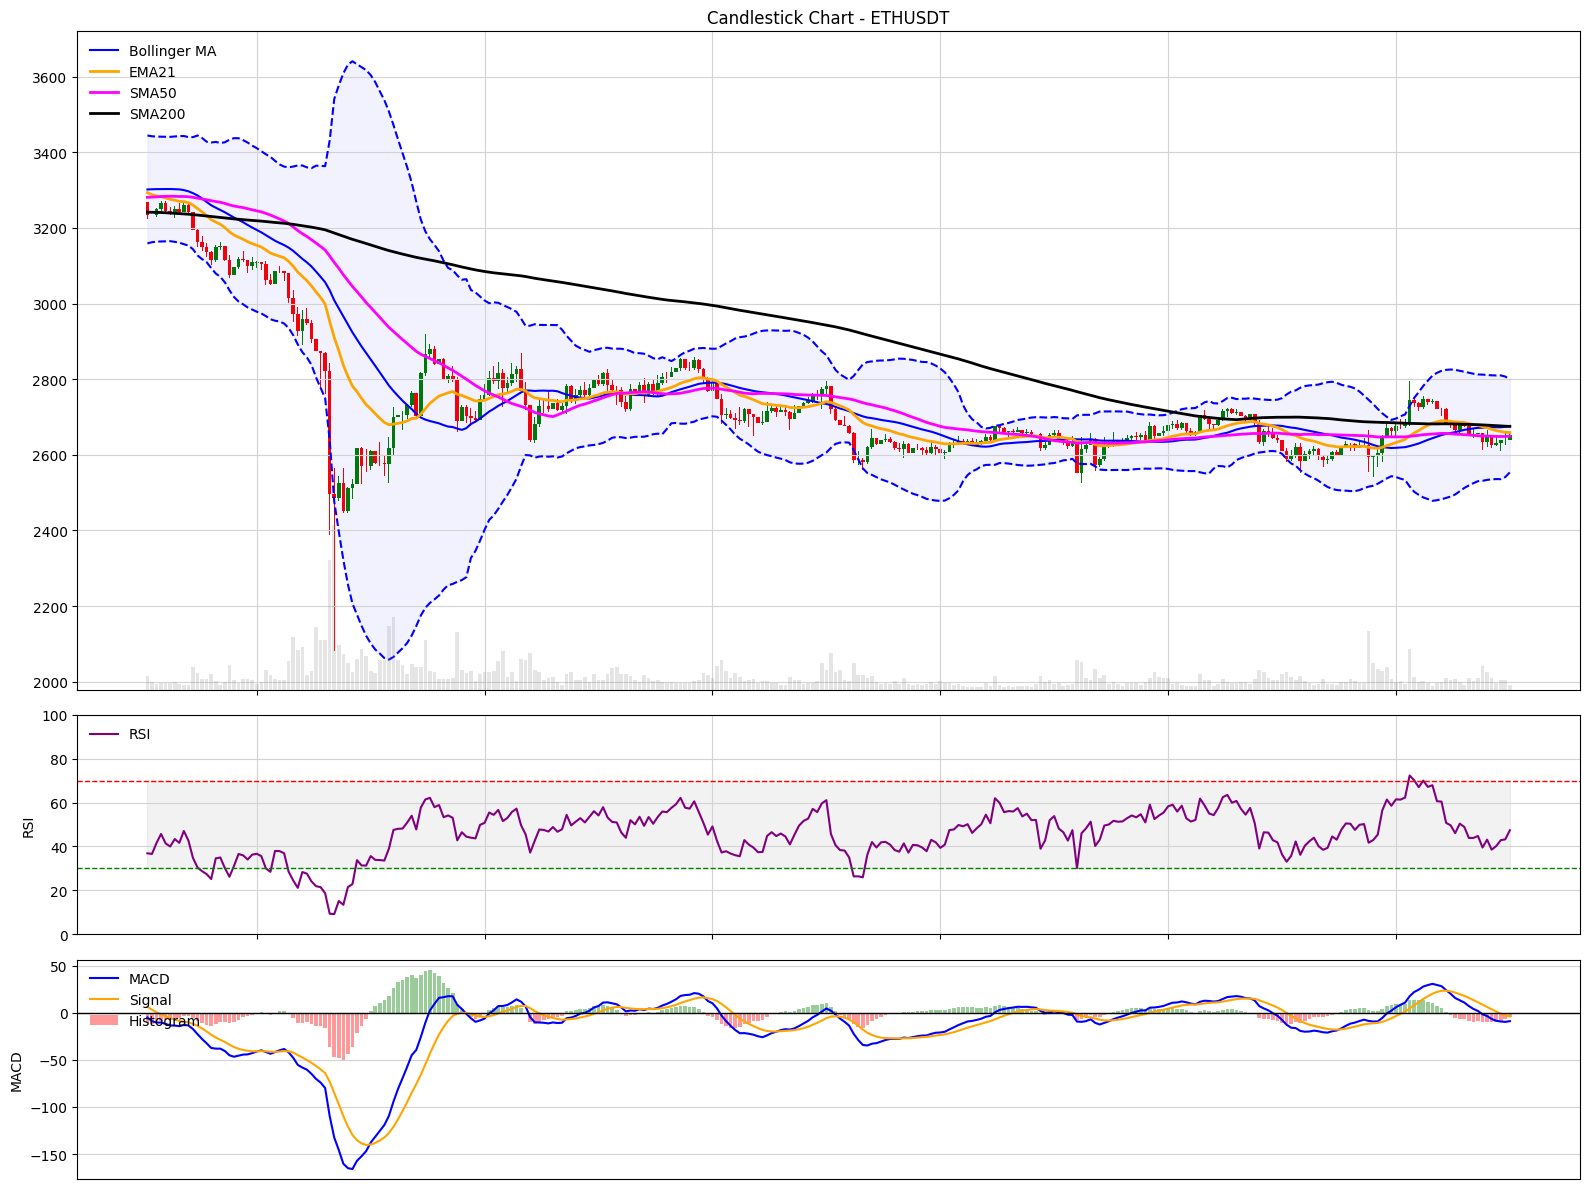 Candlestick Chart - ETHUSDT
Bollinger MA
EMA21
SMA50
SMA200
3600
3400
3200
3000
2800
2600
2400
2200
2000
RSI
100
80
60
40
20
0
RSI
MACD
Signal
Histogram
50
0
−50
−100
−150
MACD